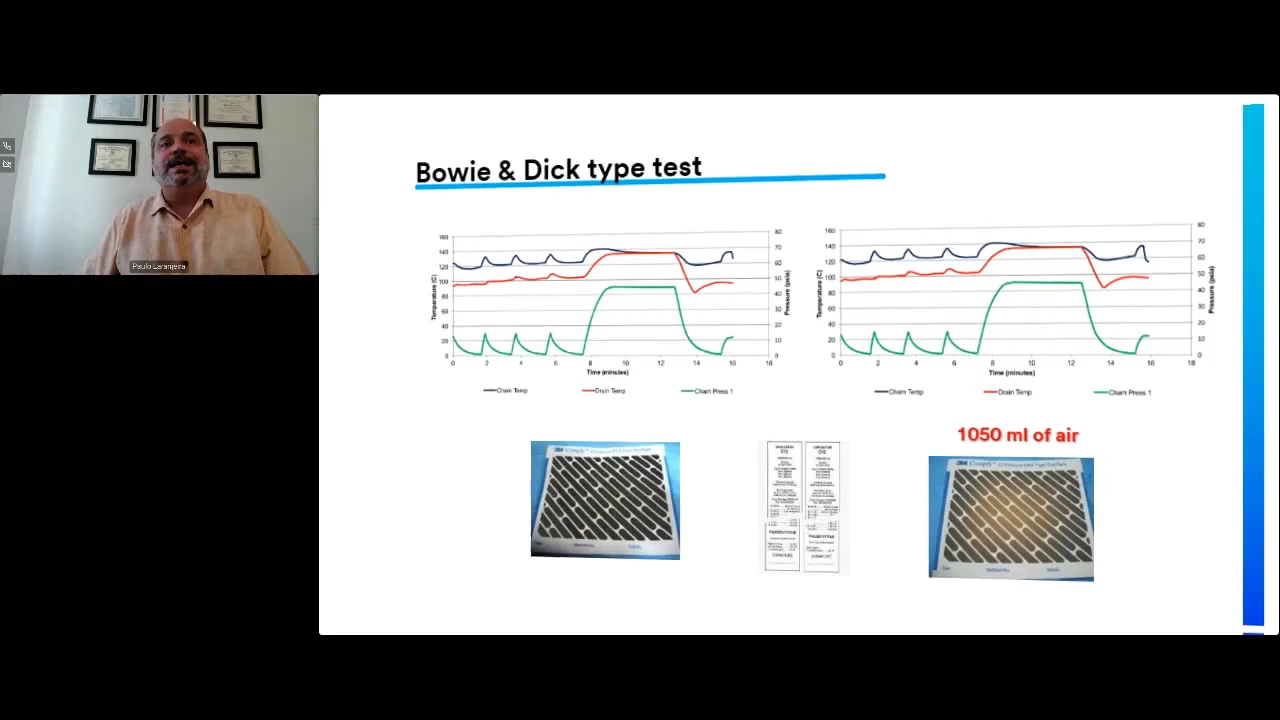 Paulo Laranjeira
Bowie & Dick type test
160
140
120
100
80
60
40
20
0
Temperature (C)
0 2 4 6 8 10 12 14 16 18
Time (minutes)
80
70
60
50
40
30
20
10
0
Pressure (psia)
Cham Temp Drain Temp Cham Press 1
160
140
120
100
80
60
40
20
0
Temperature (C)
0 2 4 6 8 10 12 14 16 18
Time (minutes)
80
70
60
50
40
30
20
10
0
Pressure (psia)
Cham Temp Drain Temp Cham Press 1
1050 ml of air
3M Comply™
3M Comply™